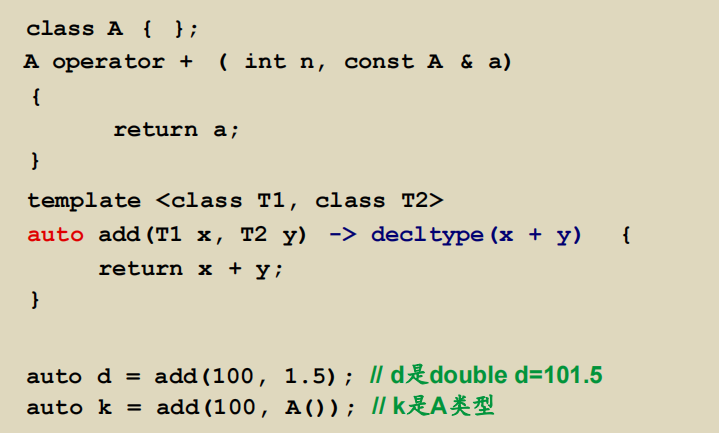 class A { };
A operator + ( int n, const A & a)
{
return a;
}
template <class T1, class T2>
auto add(T1 x, T2 y) -> decltype(x + y) {
return x + y;
}
auto d = add(100, 1.5); // d是double d=101.5
auto k = add(100, A()); // k是A类型